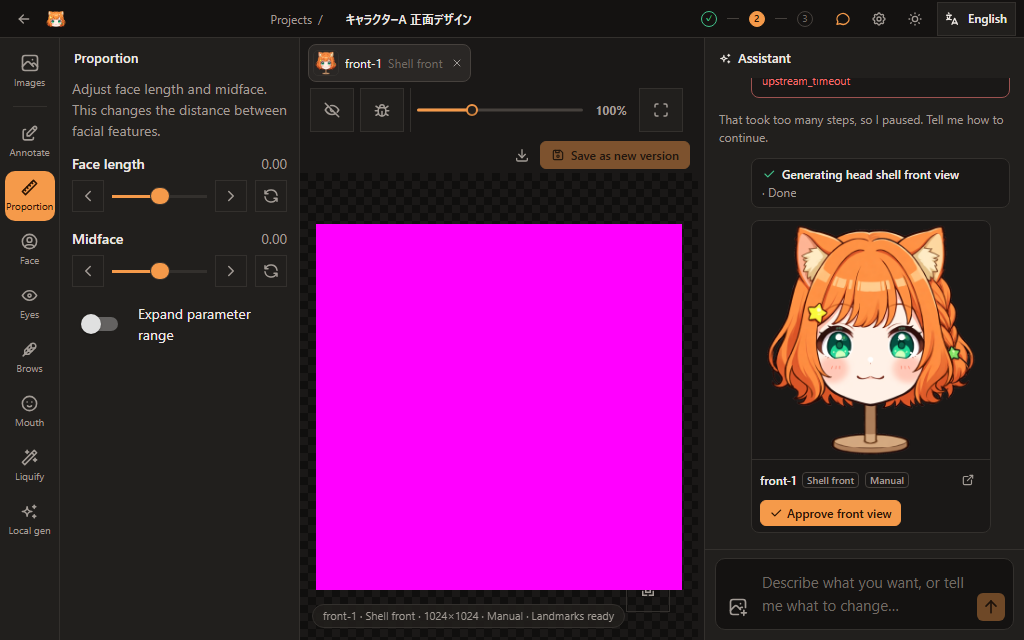 Projects /
キャラクターA 正面デザイン
2
3
English
Images
Annotate
Proportion
Face
Eyes
Brows
Mouth
Liquify
Local gen
Proportion
Adjust face length and midface.
This changes the distance between
facial features.
Face length
0.00
Midface
0.00
Expand parameter
range
front-1 Shell front
100%
Save as new version
front-1 · Shell front · 1024×1024 · Manual · Landmarks ready
Assistant
upstream_timeout
That took too many steps, so I paused. Tell me how to
continue.
Generating head shell front view
· Done
front-1 Shell front Manual
Approve front view
Describe what you want, or tell
me what to change...